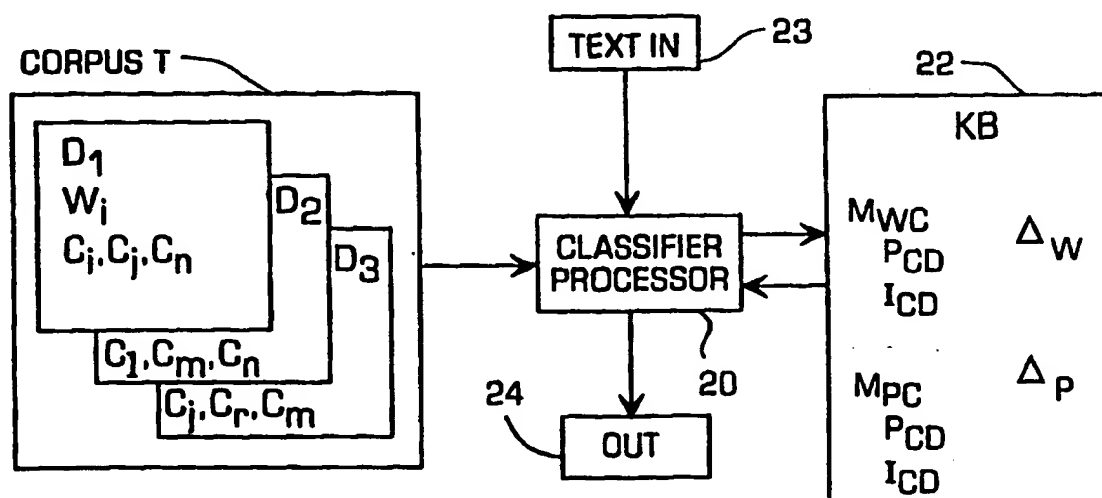 CORPUS T
D1
Wi
Ci,Cj,Cn
D2
Cl,Cm,Cn
D3
Cj,Cr,Cm
TEXT IN
23
CLASSIFIER
PROCESSOR
20
24
OUT
22
KB
MWC
PCD
ICD
ΔW
MPC
PCD
ICD
ΔP